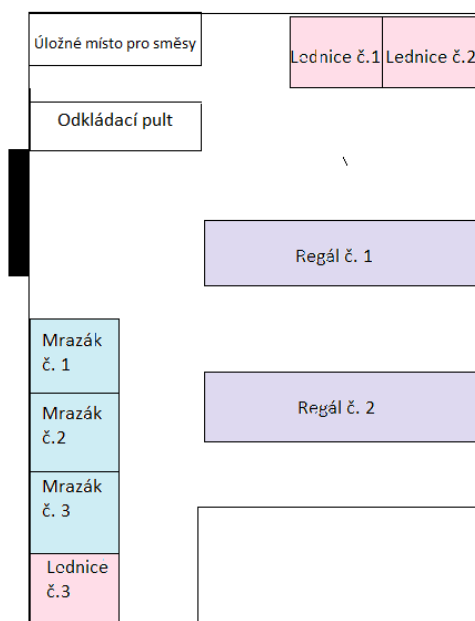 Úložné místo pro směsy
Lednice č.1
Lednice č.2
Odkládací pult
Regál č. 1
Mrazák
č. 1
Regál č. 2
Mrazák
č.2
Mrazák
č. 3
Lednice
č.3